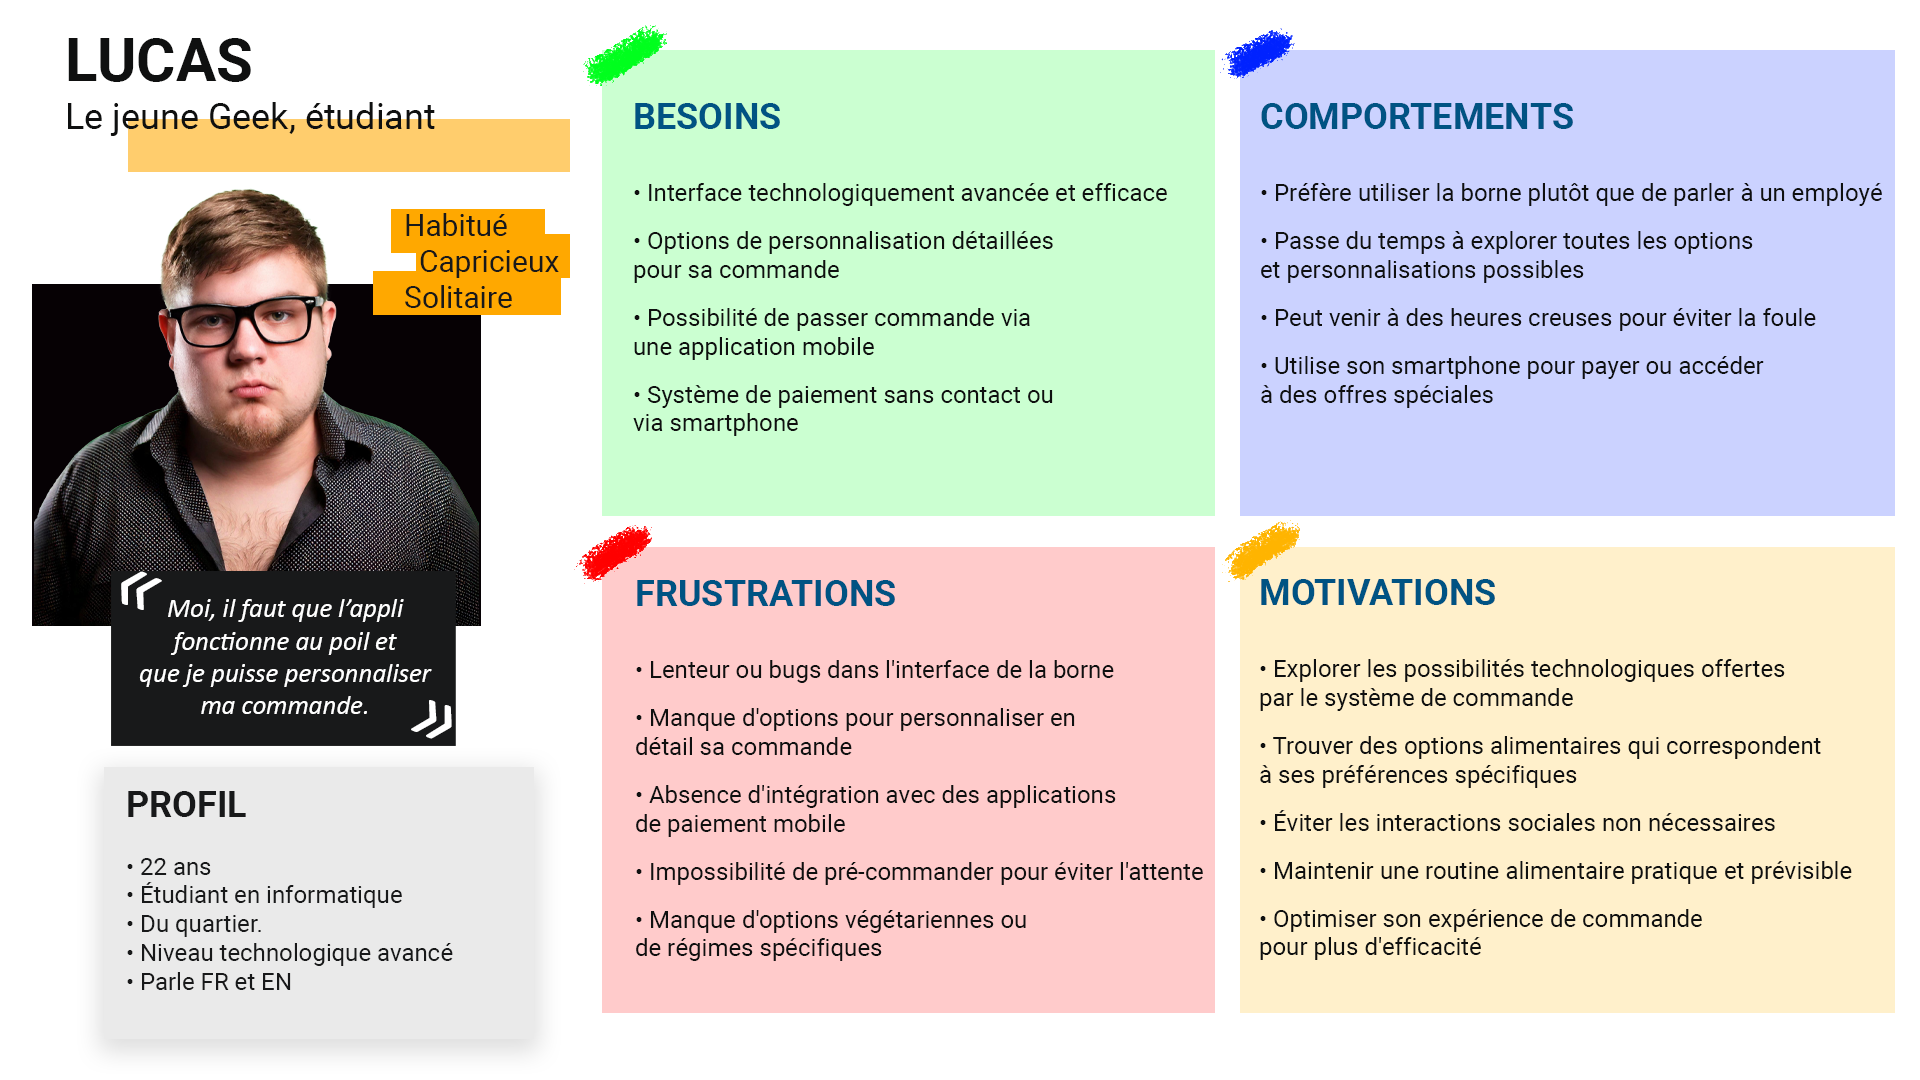 LUCAS
Le jeune Geek, étudiant
Habitué
Capricieux
Solitaire
« Moi, il faut que l’appli
fonctionne au poil et
que je puisse personnaliser
ma commande. »
PROFIL
• 22 ans
• Étudiant en informatique
• Du quartier.
• Niveau technologique avancé
• Parle FR et EN
BESOINS
• Interface technologiquement avancée et efficace
• Options de personnalisation détaillées
pour sa commande
• Possibilité de passer commande via
une application mobile
• Système de paiement sans contact ou
via smartphone
COMPORTEMENTS
• Préfère utiliser la borne plutôt que de parler à un employé
• Passe du temps à explorer toutes les options
et personnalisations possibles
• Peut venir à des heures creuses pour éviter la foule
• Utilise son smartphone pour payer ou accéder
à des offres spéciales
FRUSTRATIONS
• Lenteur ou bugs dans l'interface de la borne
• Manque d'options pour personnaliser en
détail sa commande
• Absence d'intégration avec des applications
de paiement mobile
• Impossibilité de pré-commander pour éviter l'attente
• Manque d'options végétariennes ou
de régimes spécifiques
MOTIVATIONS
• Explorer les possibilités technologiques offertes
par le système de commande
• Trouver des options alimentaires qui correspondent
à ses préférences spécifiques
• Éviter les interactions sociales non nécessaires
• Maintenir une routine alimentaire pratique et prévisible
• Optimiser son expérience de commande
pour plus d'efficacité